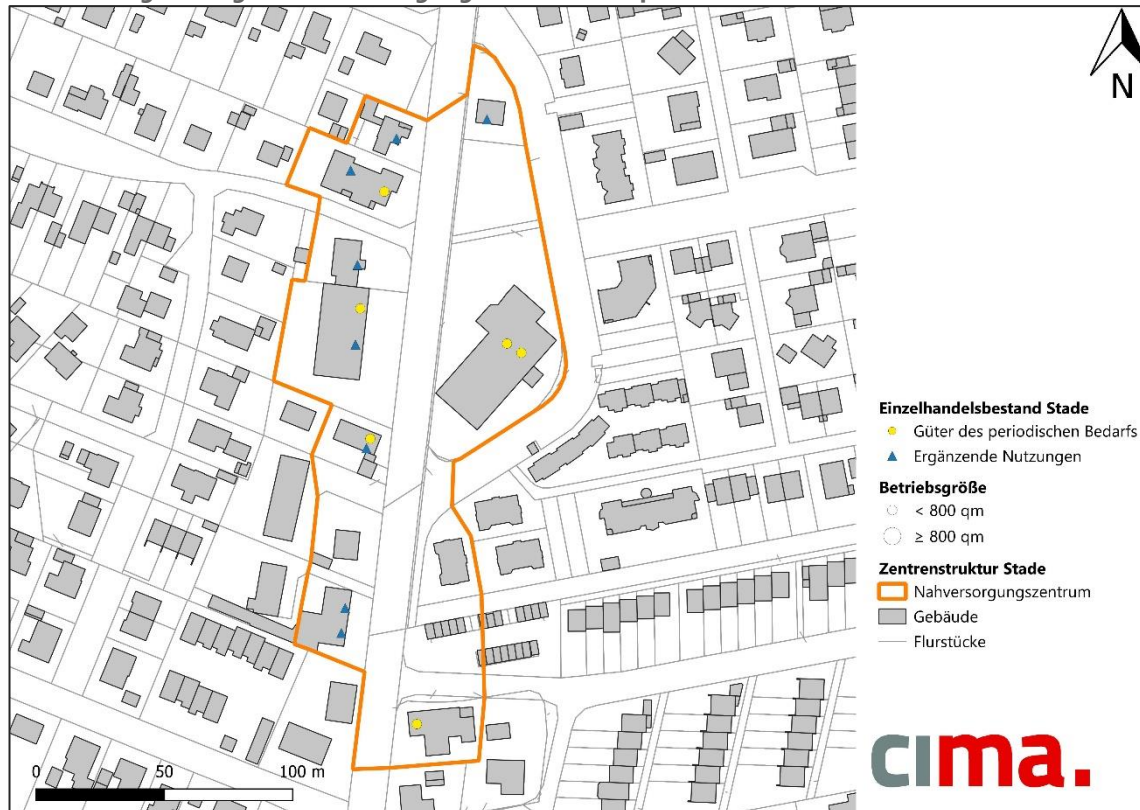 N
Einzelhandelsbestand Stade
Güter des periodischen Bedarfs
Ergänzende Nutzungen
Betriebsgröße
< 800 qm
≥ 800 qm
Zentrenstruktur Stade
Nahversorgungszentrum
Gebäude
Flurstücke
0 50 100 m
cima.